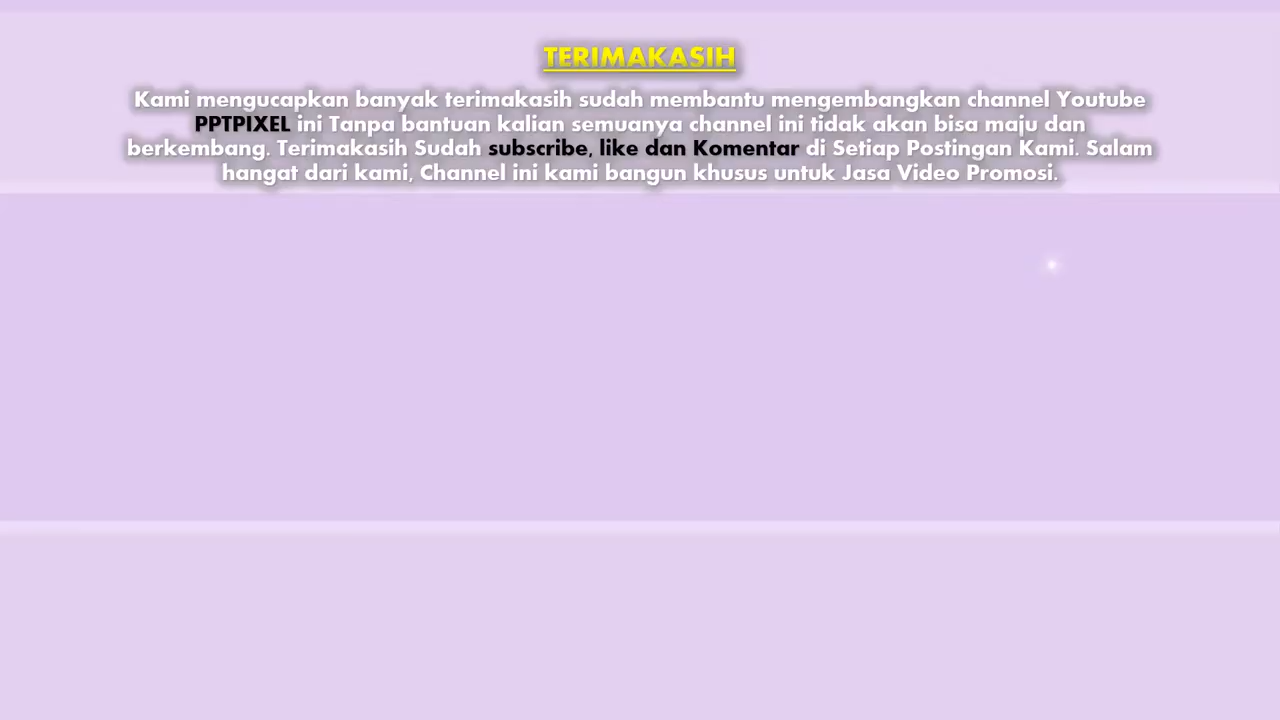 TERIMAKASIH
Kami mengucapkan banyak terimakasih sudah membantu mengembangkan channel Youtube
PPTPIXEL ini Tanpa bantuan kalian semuanya channel ini tidak akan bisa maju dan
berkembang. Terimakasih Sudah subscribe, like dan Komentar di Setiap Postingan Kami. Salam
hangat dari kami, Channel ini kami bangun khusus untuk Jasa Video Promosi.